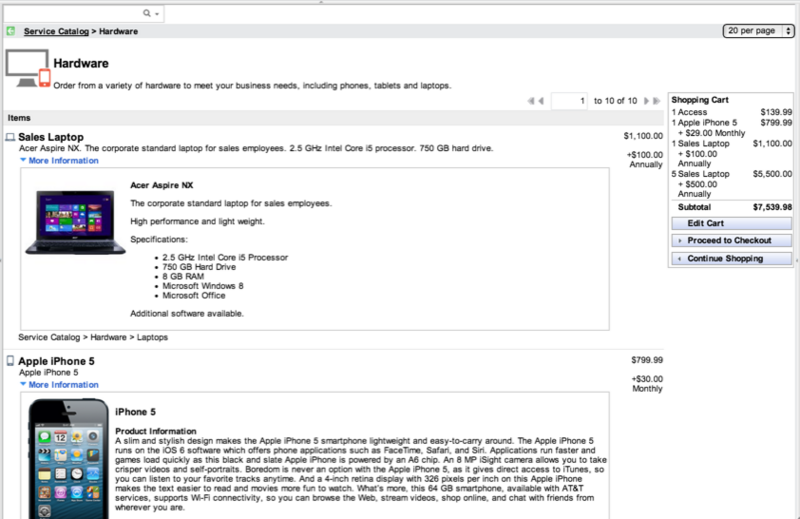 Service Catalog > Hardware
20 per page
Hardware
Order from a variety of hardware to meet your business needs, including phones, tablets and laptops.
1 to 10 of 10
Items
Sales Laptop
$1,100.00
Acer Aspire NX. The corporate standard laptop for sales employees. 2.5 GHz Intel Core i5 processor. 750 GB hard drive.
+$100.00
Annually
More Information
Acer Aspire NX
The corporate standard laptop for sales employees.
High performance and light weight.
Specifications:
• 2.5 GHz Intel Core i5 Processor
• 750 GB Hard Drive
• 8 GB RAM
• Microsoft Windows 8
• Microsoft Office
Additional software available.
Service Catalog > Hardware > Laptops
Apple iPhone 5
$799.99
Apple iPhone 5
+$30.00
Monthly
More Information
iPhone 5
Product Information
A slim and stylish design makes the Apple iPhone 5 smartphone lightweight and easy-to-carry around. The Apple iPhone 5
runs on the iOS 6 software which offers phone applications such as FaceTime, Safari, and Siri. Applications run faster and
games load quickly as this black and slate Apple iPhone is powered by an A6 chip. An 8 MP iSight camera allows you to take
crisper videos and self-portraits. Boredom is never an option with the Apple iPhone 5, as it gives direct access to iTunes, so
you can listen to your favorite tracks anytime. And a 4-inch retina display with 326 pixels per inch on this Apple iPhone
makes the text easier to read and movies more fun to watch. What's more, this 64 GB smartphone, available with AT&T
services, supports Wi-Fi connectivity, so you can browse the Web, stream videos, shop online, and chat with friends from
wherever you are.
Shopping Cart
1 Access $139.99
1 Apple iPhone 5 $799.99
+ $29.00 Monthly
1 Sales Laptop $1,100.00
+ $100.00
Annually
5 Sales Laptop $5,500.00
+ $500.00
Annually
Subtotal $7,539.98
Edit Cart
Proceed to Checkout
Continue Shopping